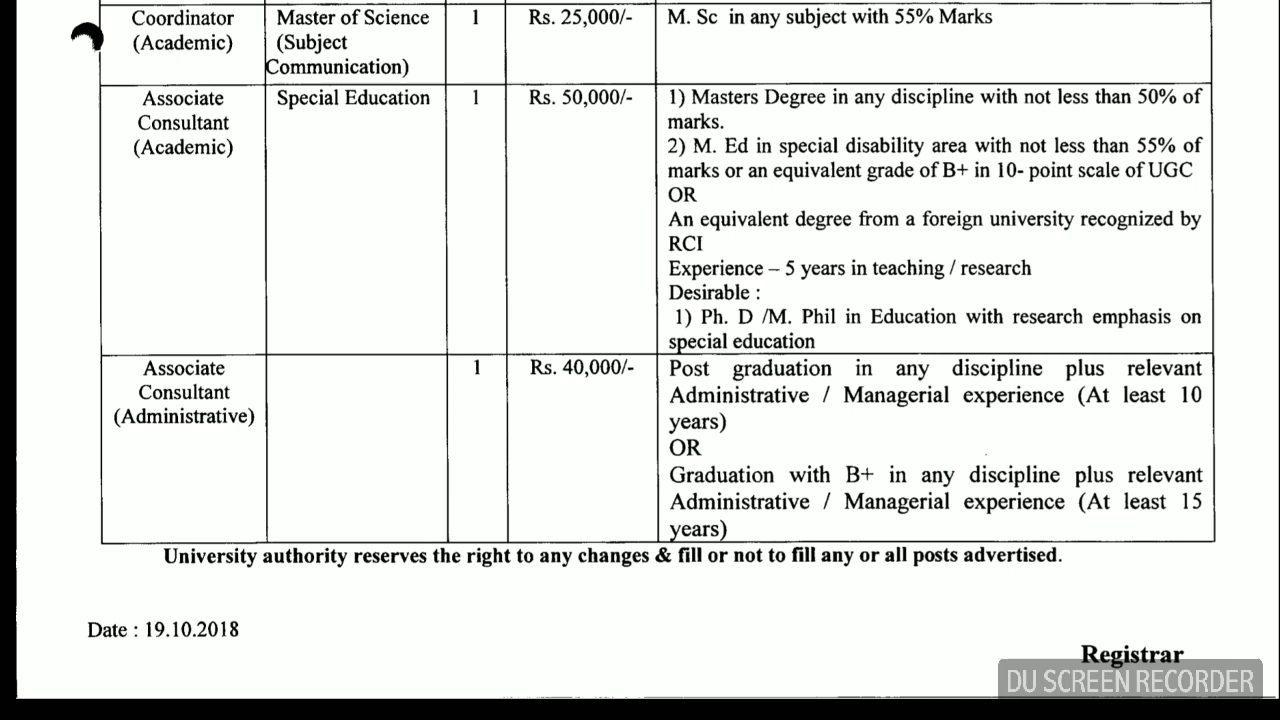 Coordinator Master of Science 1 Rs. 25,000/- M. Sc in any subject with 55% Marks
(Academic) (Subject
Communication)
Associate Special Education 1 Rs. 50,000/- 1) Masters Degree in any discipline with not less than 50% of
Consultant marks.
(Academic) 2) M. Ed in special disability area with not less than 55% of
marks or an equivalent grade of B+ in 10- point scale of UGC
OR
An equivalent degree from a foreign university recognized by
RCI
Experience – 5 years in teaching / research
Desirable :
1) Ph. D /M. Phil in Education with research emphasis on
special education
Associate 1 Rs. 40,000/- Post graduation in any discipline plus relevant
Consultant Administrative / Managerial experience (At least 10
(Administrative) years)
OR
Graduation with B+ in any discipline plus relevant
Administrative / Managerial experience (At least 15
years)
University authority reserves the right to any changes & fill or not to fill any or all posts advertised.
Date : 19.10.2018
Registrar
DU SCREEN RECORDER